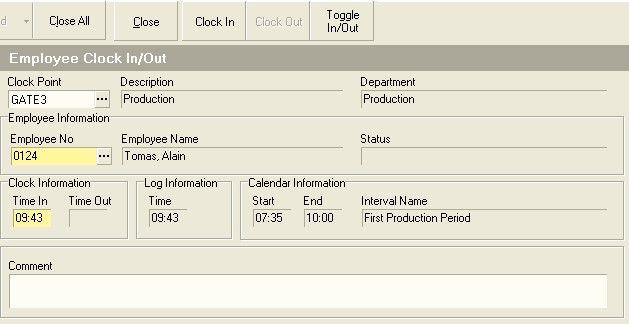 d Close All Close Clock In Clock Out Toggle In/Out
Employee Clock In/Out
Clock Point Description Department
GATE3 ... Production Production
Employee Information
Employee No Employee Name Status
0124 ... Tomas, Alain
Clock Information Log Information Calendar Information
Time In Time Out Time Start End Interval Name
09:43 09:43 07:35 10:00 First Production Period
Comment